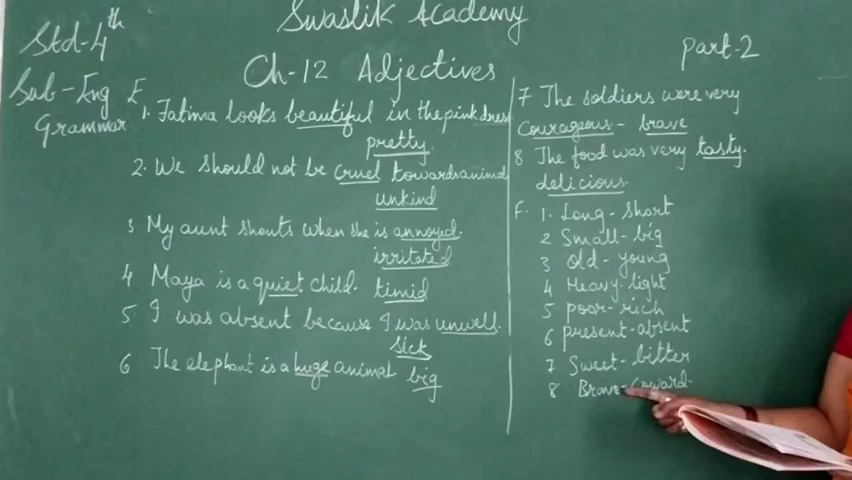 Swaslik Academy
Std-4th
part-2
Ch-12 Adjectives
Sub-Eng
Grammar
E 1. Fatima looks beautiful in the pink dress
pretty.
2. We should not be cruel towards animal
unkind
3 My aunt shouts when she is annoyed.
irritated
4 Maya is a quiet child. timid
5 I was absent because I was unwell.
Sick
6 The elephant is a huge animal big
7 The soldiers were very
Courageous - brave
8 The food was very tasty.
delicious.
F. 1. Long - short
2 Small - big
3 Old - young
4 Heavy - light
5 poor - rich
6 present - absent
7 Sweet - bitter
8 Brave - coward.